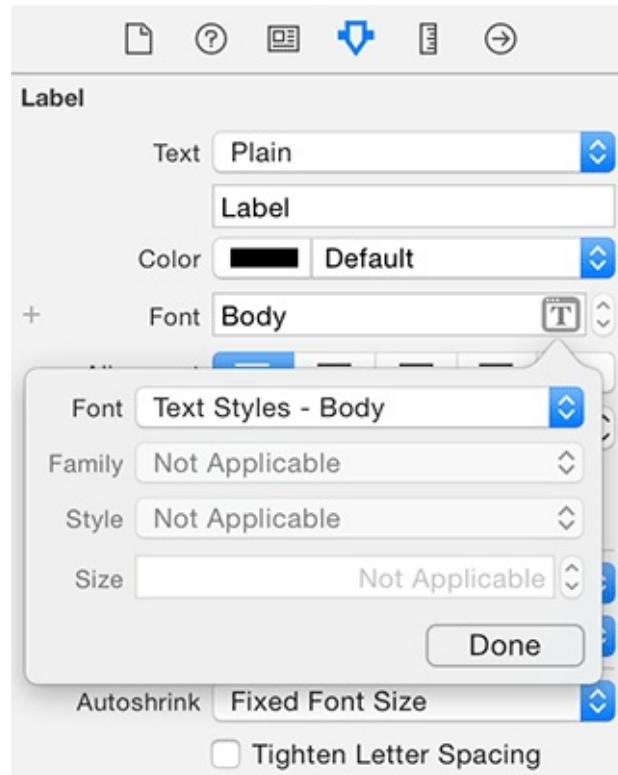 Label
Text Plain
Label
Color Default
Font Body
Font Text Styles - Body
Family Not Applicable
Style Not Applicable
Size Not Applicable
Done
Autoshrink Fixed Font Size
Tighten Letter Spacing